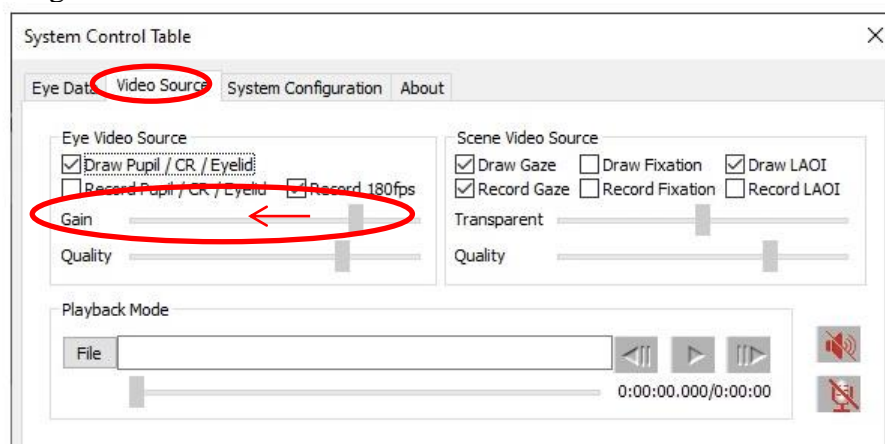 System Control Table
Eye Data Video Source System Configuration About
Eye Video Source
Draw Pupil / CR / Eyelid
Record Pupil / CR / Eyelid Record 180fps
Gain
Quality
Scene Video Source
Draw Gaze Draw Fixation Draw LAOI
Record Gaze Record Fixation Record LAOI
Transparent
Quality
Playback Mode
File
0:00:00.000/0:00:00